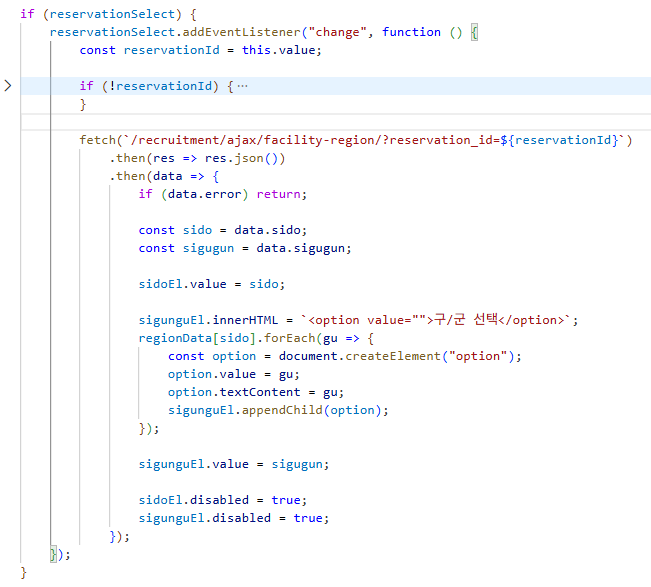 if (reservationSelect) {
    reservationSelect.addEventListener("change", function () {
        const reservationId = this.value;

        if (!reservationId) { ⋯
        }

        fetch(`/recruitment/ajax/facility-region/?reservation_id=${reservationId}`)
            .then(res => res.json())
            .then(data => {
                if (data.error) return;

                const sido = data.sido;
                const sigugun = data.sigugun;

                sidoEl.value = sido;

                sigunguEl.innerHTML = `<option value="">구/군 선택</option>`;
                regionData[sido].forEach(gu => {
                    const option = document.createElement("option");
                    option.value = gu;
                    option.textContent = gu;
                    sigunguEl.appendChild(option);
                });

                sigunguEl.value = sigugun;

                sidoEl.disabled = true;
                sigunguEl.disabled = true;
            });
    });
}